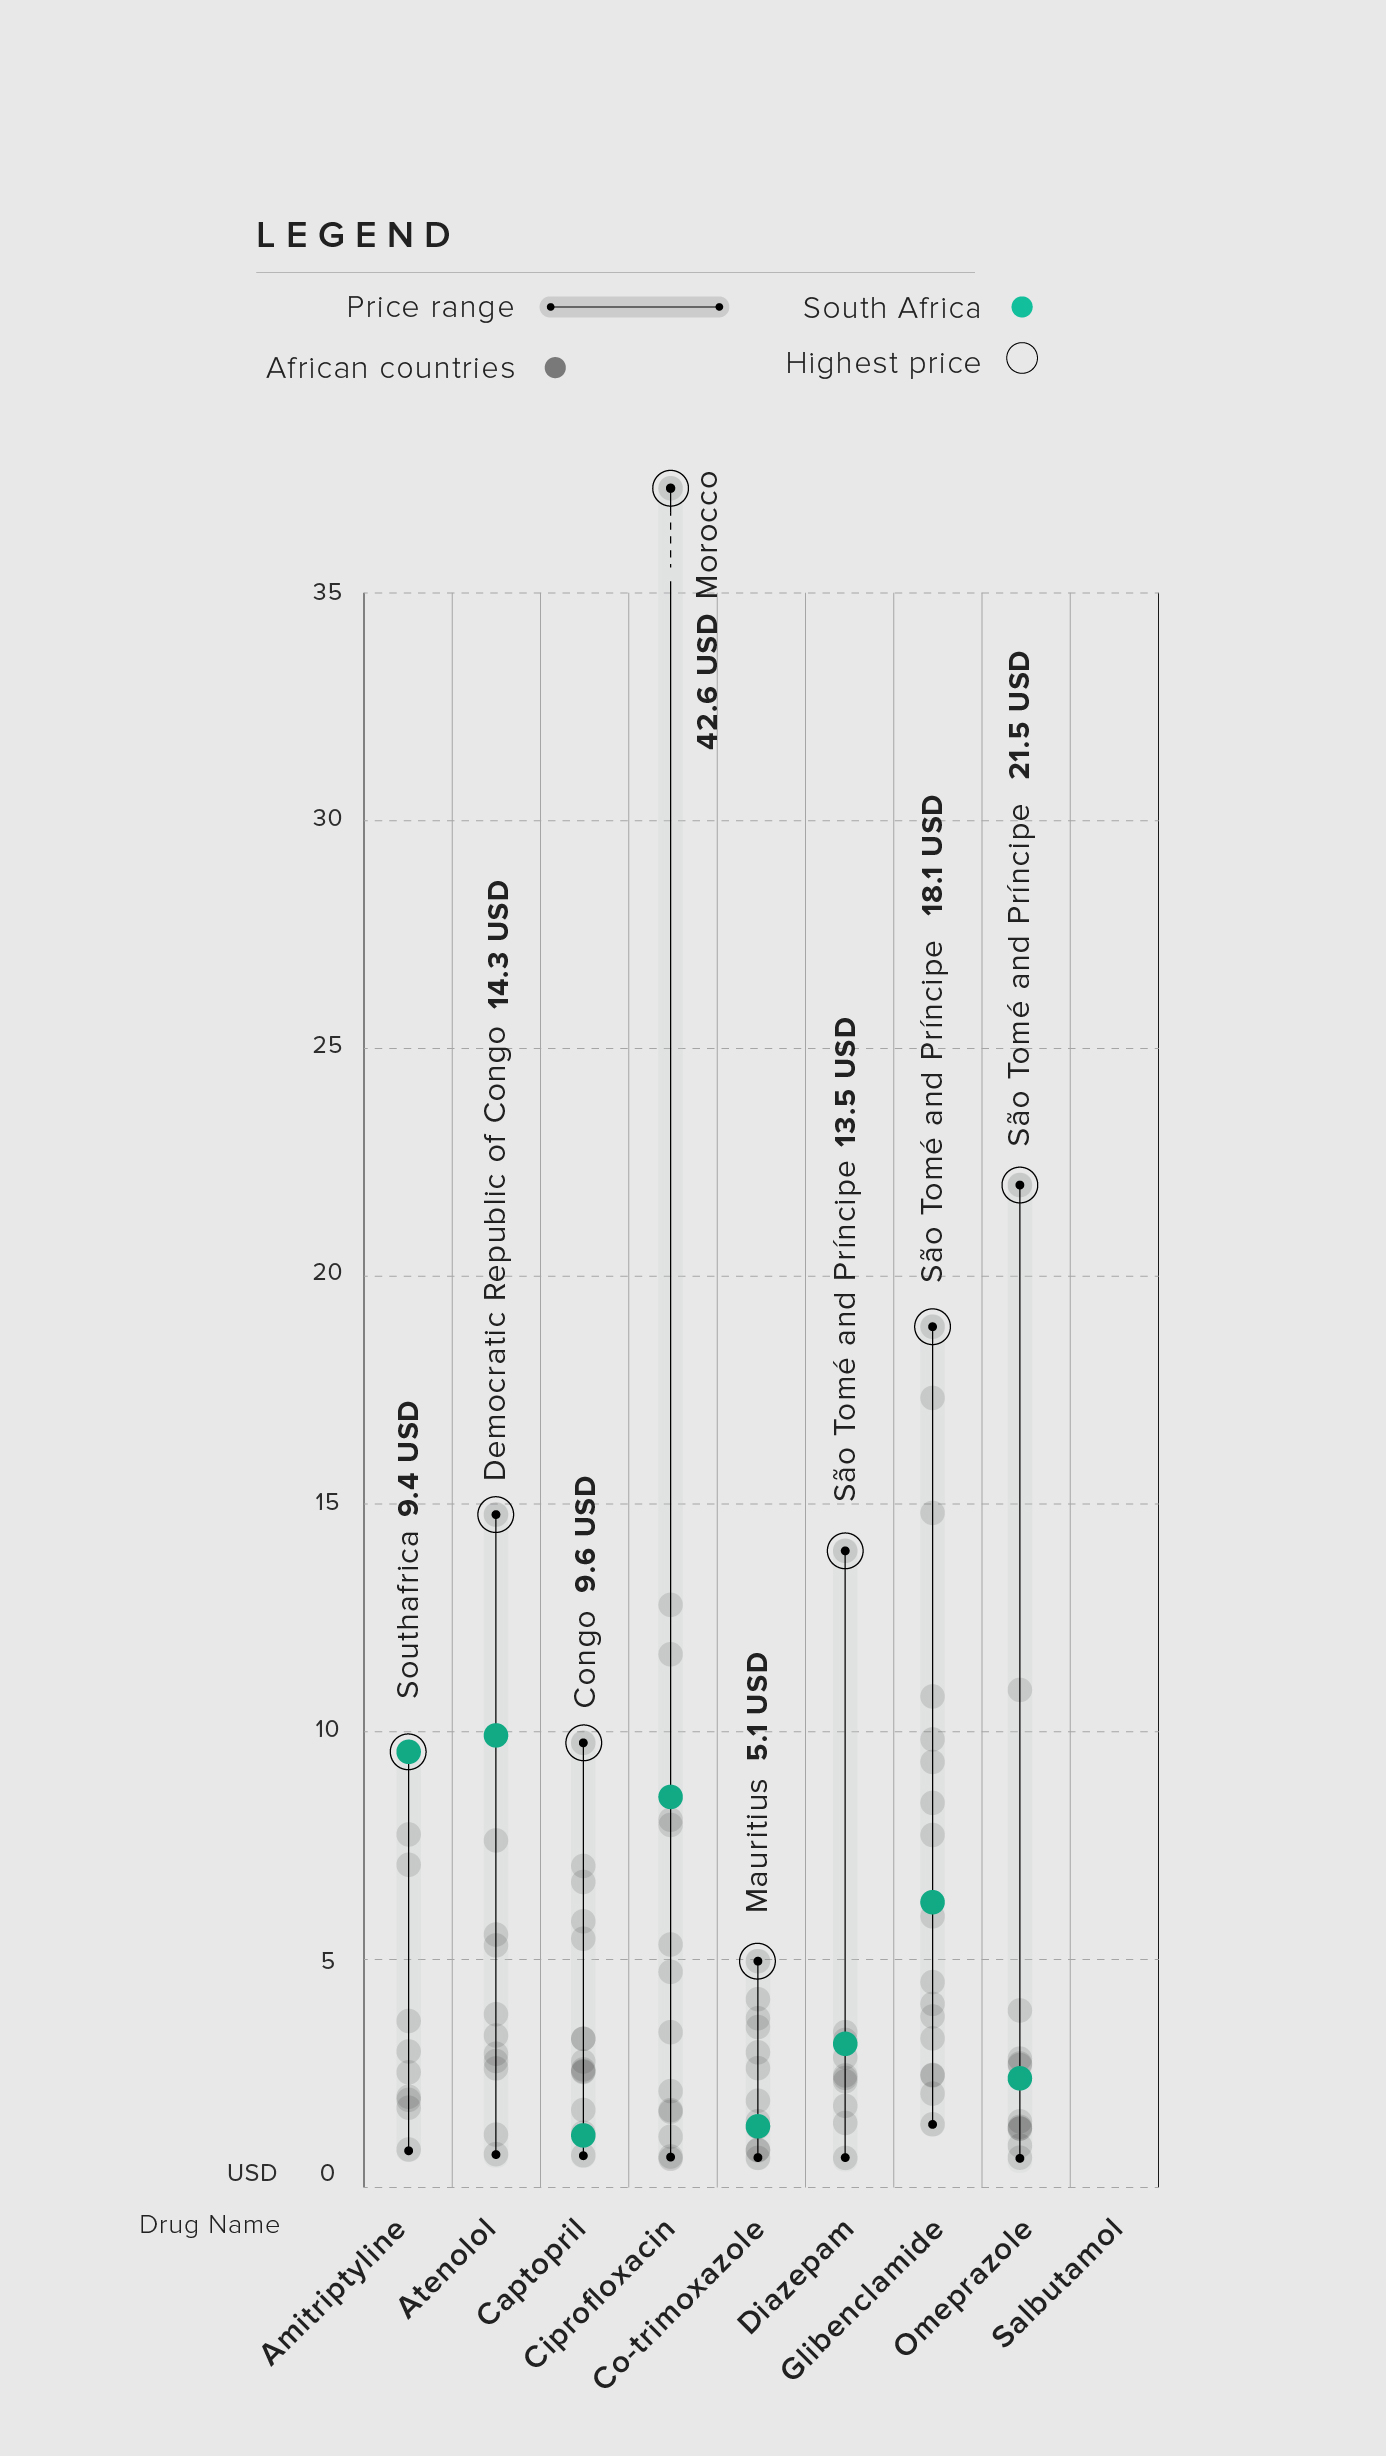 LEGEND
Price range
South Africa
African countries
Highest price
42.6 USD Morocco
35
São Tomé and Príncipe 21.5 USD
30
São Tomé and Príncipe 18.1 USD
Democratic Republic of Congo 14.3 USD
25
São Tomé and Príncipe 13.5 USD
20
Southafrica 9.4 USD
15
Congo 9.6 USD
10
Mauritius 5.1 USD
5
USD 0
Drug Name
Amitriptyline
Atenolol
Captopril
Ciprofloxacin
Co-trimoxazole
Diazepam
Glibenclamide
Omeprazole
Salbutamol